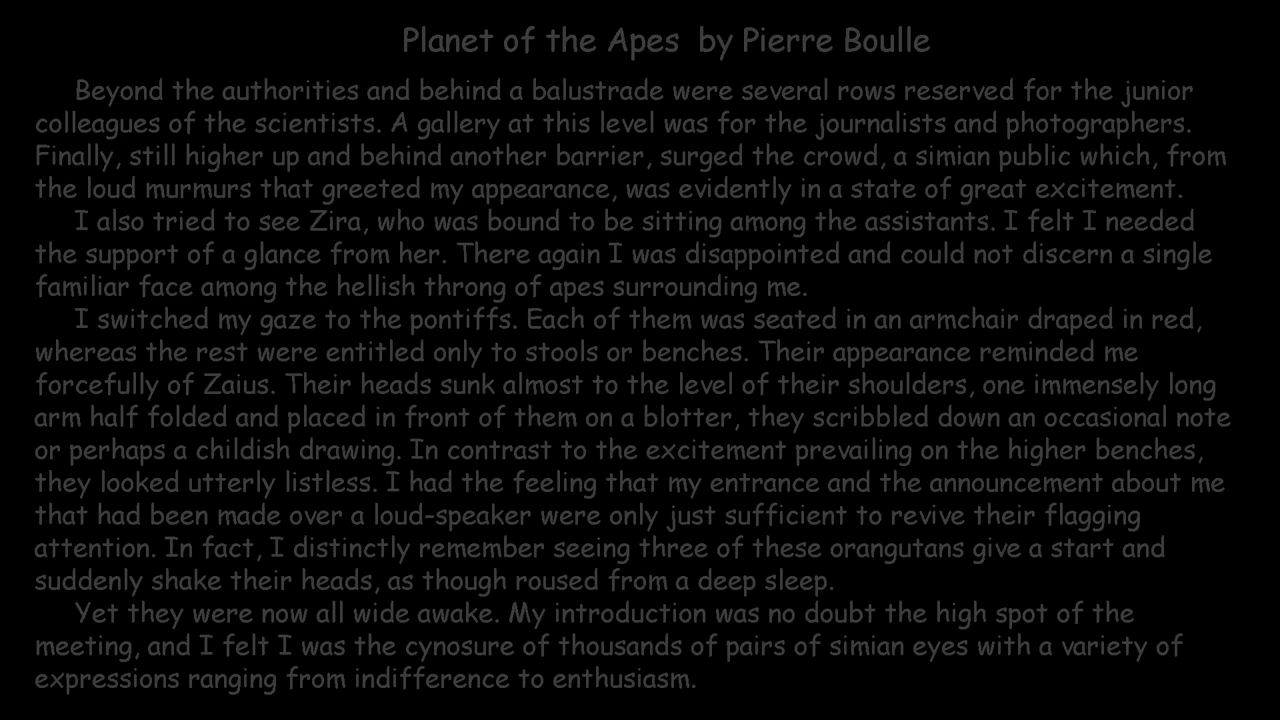 Planet of the Apes by Pierre Boulle
Beyond the authorities and behind a balustrade were several rows reserved for the junior
colleagues of the scientists. A gallery at this level was for the journalists and photographers.
Finally, still higher up and behind another barrier, surged the crowd, a simian public which, from
the loud murmurs that greeted my appearance, was evidently in a state of great excitement.
I also tried to see Zira, who was bound to be sitting among the assistants. I felt I needed
the support of a glance from her. There again I was disappointed and could not discern a single
familiar face among the hellish throng of apes surrounding me.
I switched my gaze to the pontiffs. Each of them was seated in an armchair draped in red,
whereas the rest were entitled only to stools or benches. Their appearance reminded me
forcefully of Zaius. Their heads sunk almost to the level of their shoulders, one immensely long
arm half folded and placed in front of them on a blotter, they scribbled down an occasional note
or perhaps a childish drawing. In contrast to the excitement prevailing on the higher benches,
they looked utterly listless. I had the feeling that my entrance and the announcement about me
that had been made over a loud-speaker were only just sufficient to revive their flagging
attention. In fact, I distinctly remember seeing three of these orangutans give a start and
suddenly shake their heads, as though roused from a deep sleep.
Yet they were now all wide awake. My introduction was no doubt the high spot of the
meeting, and I felt I was the cynosure of thousands of pairs of simian eyes with a variety of
expressions ranging from indifference to enthusiasm.